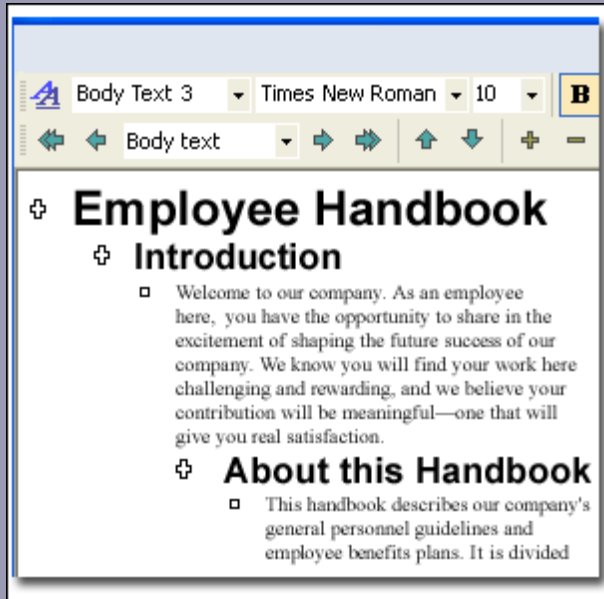 Body Text 3 Times New Roman 10 B
Body text
Employee Handbook
Introduction
Welcome to our company. As an employee
here, you have the opportunity to share in the
excitement of shaping the future success of our
company. We know you will find your work here
challenging and rewarding, and we believe your
contribution will be meaningful—one that will
give you real satisfaction.
About this Handbook
This handbook describes our company's
general personnel guidelines and
employee benefits plans. It is divided